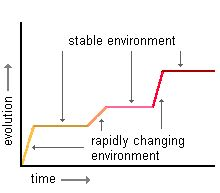 stable environment
evolution
rapidly changing
environment
time